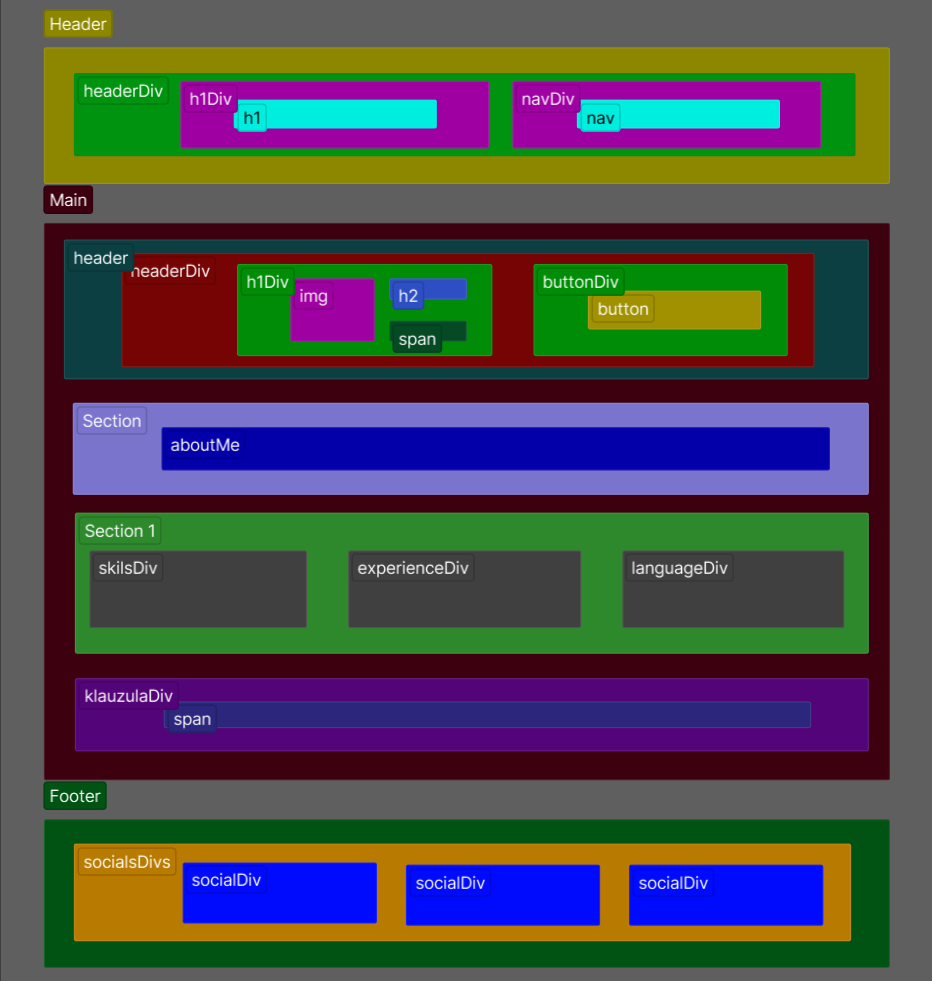 Header
headerDiv
h1Div
h1
navDiv
nav
Main
header
headerDiv
h1Div
img
h2
span
buttonDiv
button
Section
aboutMe
Section 1
skilsDiv
experienceDiv
languageDiv
klauzulaDiv
span
Footer
socialsDivs
socialDiv
socialDiv
socialDiv